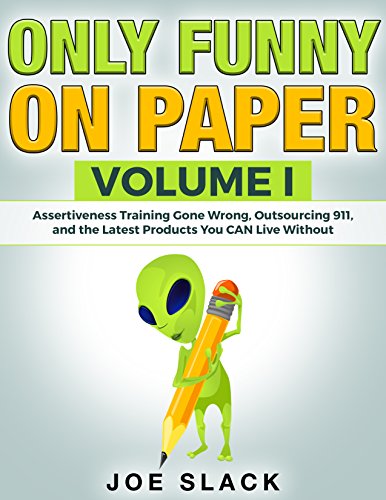 ONLY FUNNY
ON PAPER
VOLUME I
Assertiveness Training Gone Wrong, Outsourcing 911,
and the Latest Products You CAN Live Without
JOE SLACK